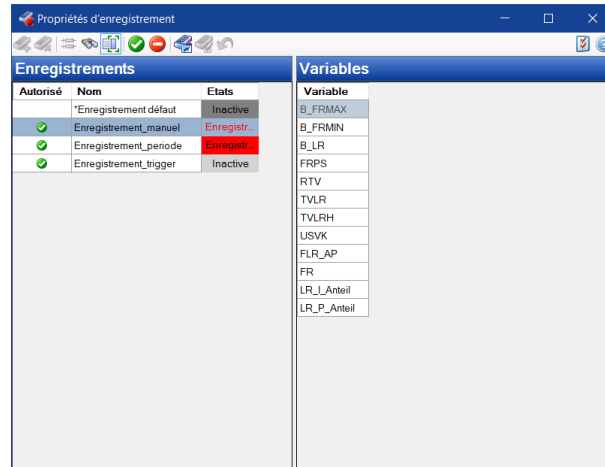 Propriétés d'enregistrement
Enregistrements
Autorisé Nom Etats
*Enregistrement défaut Inactive
Enregistrement_manuel Enregistr...
Enregistrement_periode Enregistr...
Enregistrement_trigger Inactive
Variables
Variable
B_FRMAX
B_FRMIN
B_LR
FRPS
RTV
TVLR
TVLRH
USVK
FLR_AP
FR
LR_I_Anteil
LR_P_Anteil